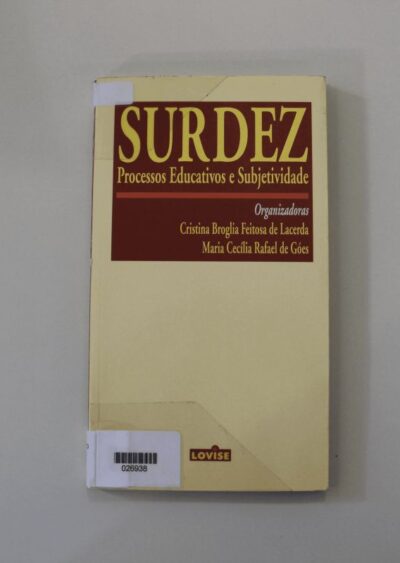 SURDEZ
Processos Educativos e Subjetividade
Organizadoras
Cristina Broglia Feitosa de Lacerda
Maria Cecília Rafael de Góes
026938
LOVISE